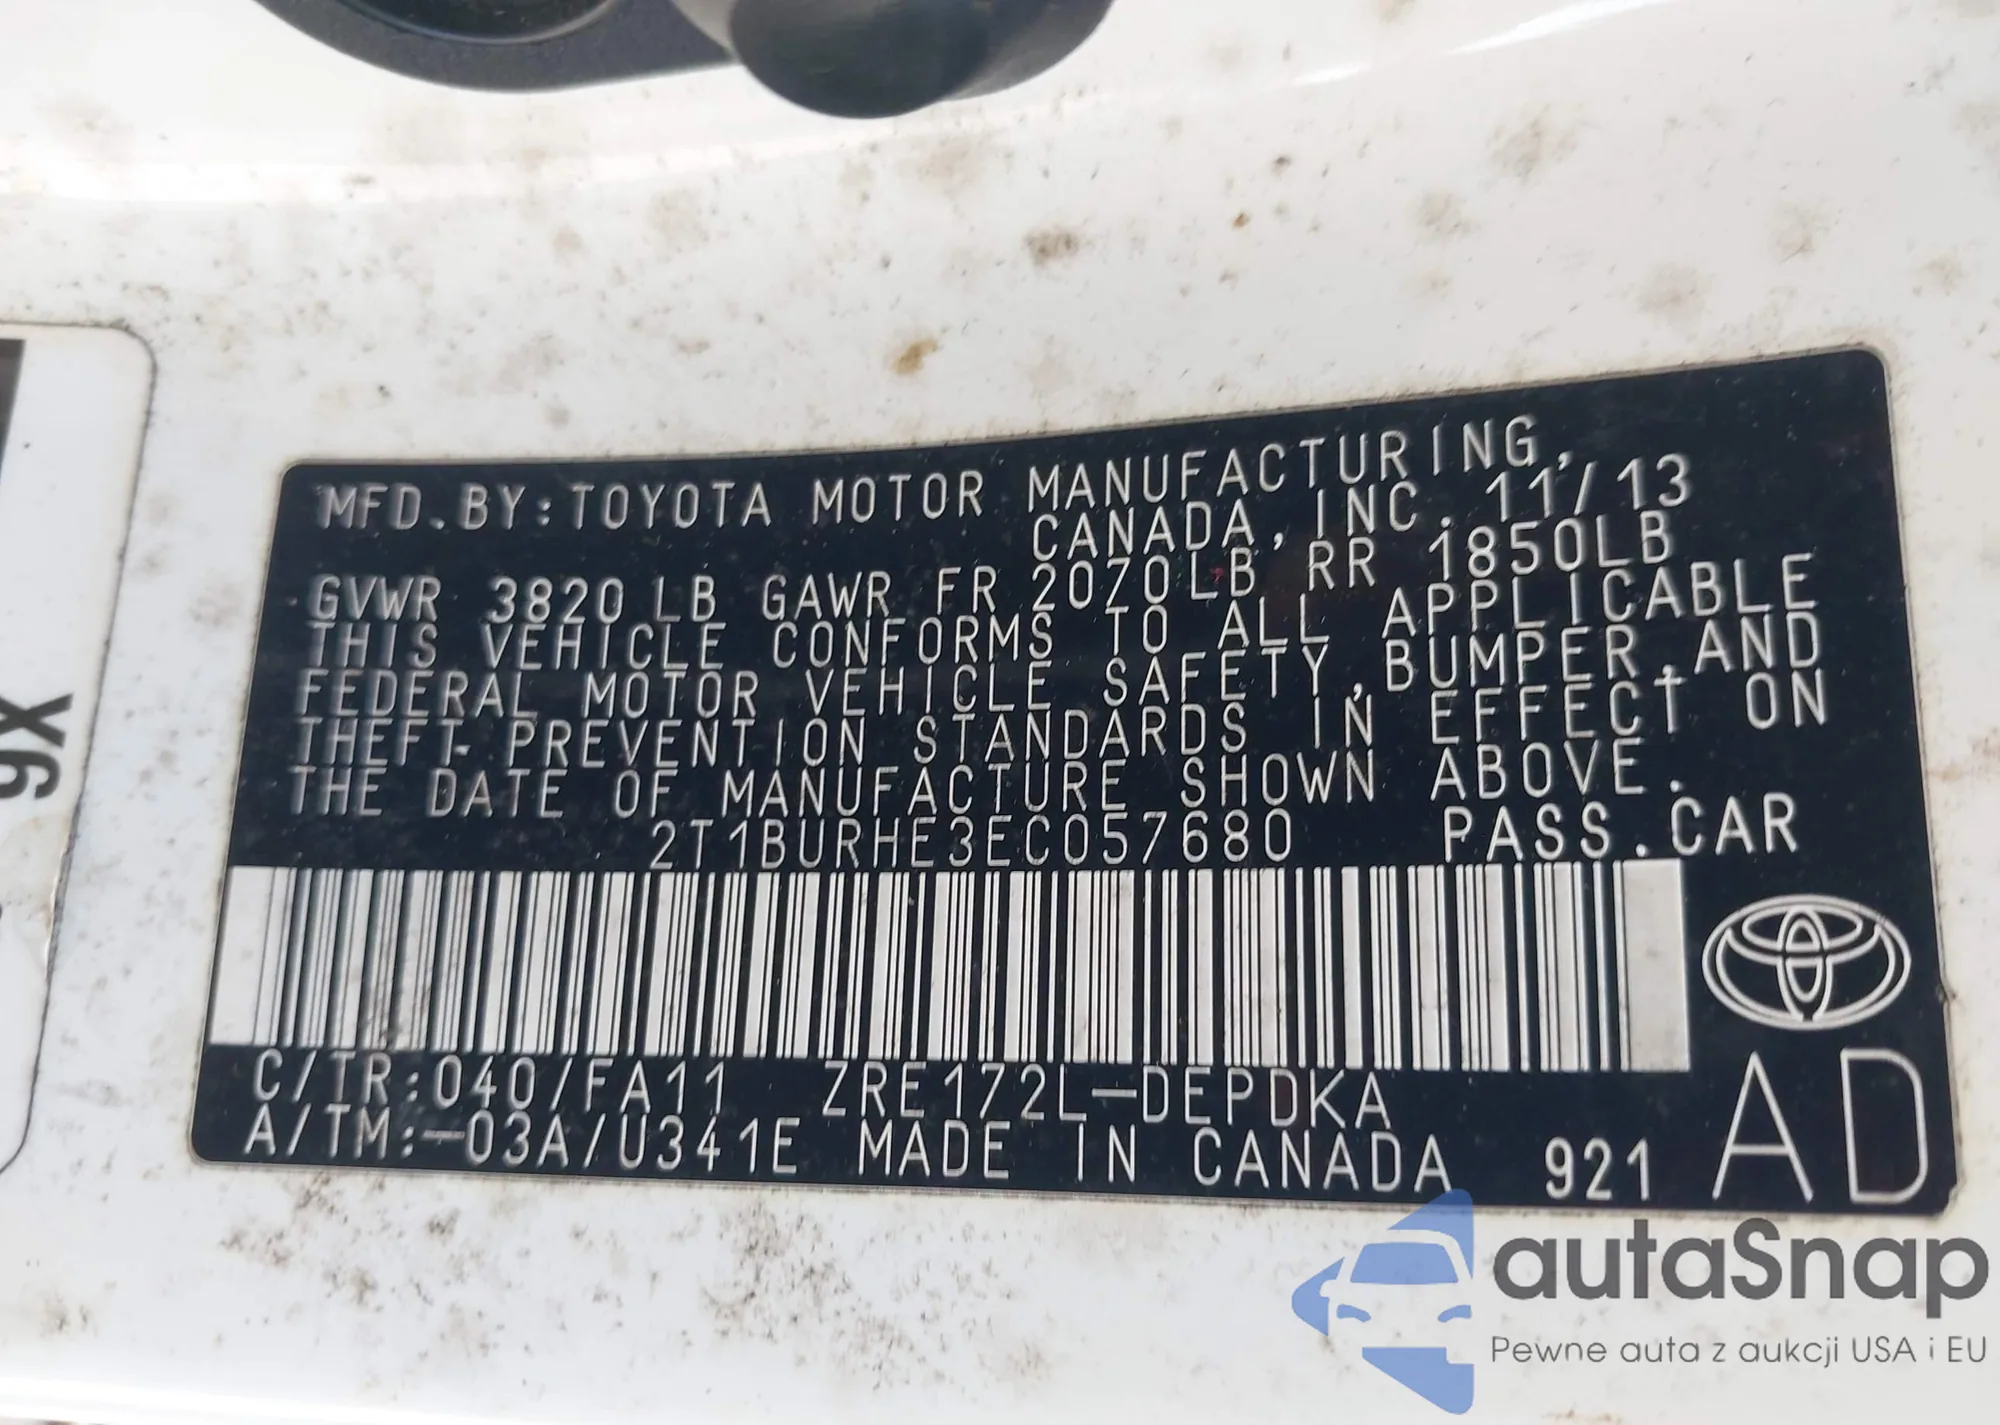 MFD.BY:TOYOTA MOTOR MANUFACTURING,
CANADA,INC. 11/13
GVWR 3820 LB GAWR FR 2070LB RR 1850LB
THIS VEHICLE CONFORMS TO ALL APPLICABLE
FEDERAL MOTOR VEHICLE SAFETY,BUMPER,AND
THEFT PREVENTION STANDARDS IN EFFECT ON
THE DATE OF MANUFACTURE SHOWN ABOVE.
2T1BURHE3EC057680 PASS.CAR
C/TR:040/FA11 ZRE172L-DEPDKA
A/TM:-03A/U341E MADE IN CANADA 921 AD
9X
autaSnap
Pewne auta z aukcji USA i EU